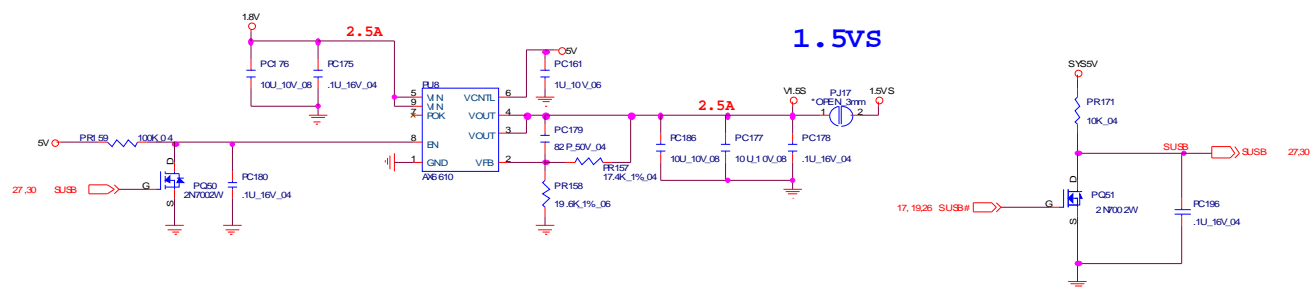 1.8V
2.5A
1.5VS
PC176
10U_10V_08
PC175
.1U_16V_04
5V
PC161
1U_10V_06
PU8
5
9
7
8
1
VIN
VIN
POK
EN
GND
VCNTL
VOUT
VOUT
VFB
6
4
3
2
AX6610
5V
PR159
100K_04
27,30 SUSB
G
D
S
PQ50
2N7002W
PC180
.1U_16V_04
PC179
82P_50V_04
PR157
17.4K_1%_04
PR158
19.6K_1%_06
2.5A
PC186
10U_10V_08
PC177
10U_10V_08
PC178
.1U_16V_04
V1.5S
PJ17
*OPEN_3mm
1
2
1.5VS
SYS5V
PR171
10K_04
SUSB
SUSB 27,30
17,19,26 SUSB#
G
D
S
PQ51
2N7002W
PC196
.1U_16V_04